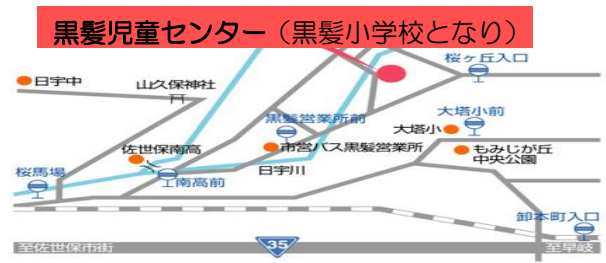 黒髪児童センター（黒髪小学校となり）
桜ヶ丘入口
日宇中
山久保神社
大塔小前
黒髪営業所前
大塔小
佐世保南高
市営バス黒髪営業所
もみじが丘
中央公園
桜馬場
南高前
日宇川
卸本町入口
至佐世保市街
35
至早岐